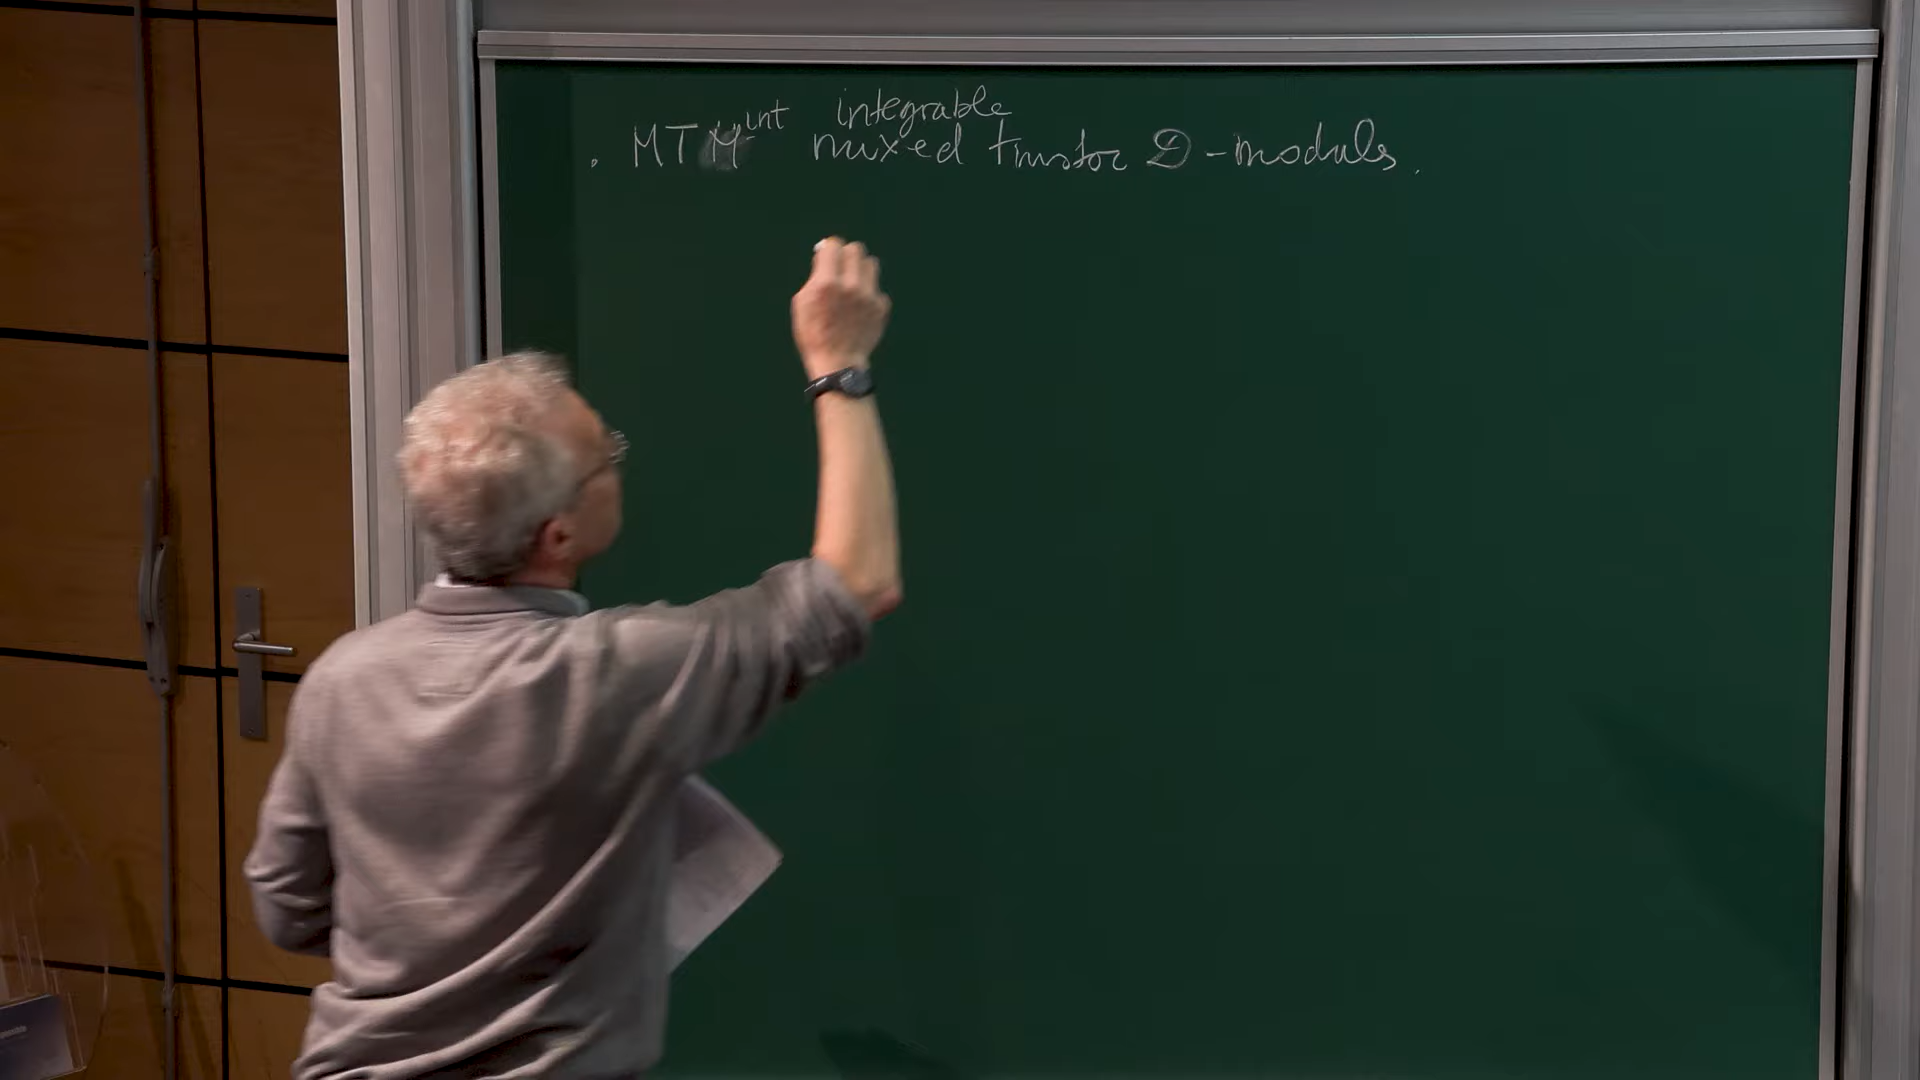 integrable
. MTM^int mixed twistor D-modules.